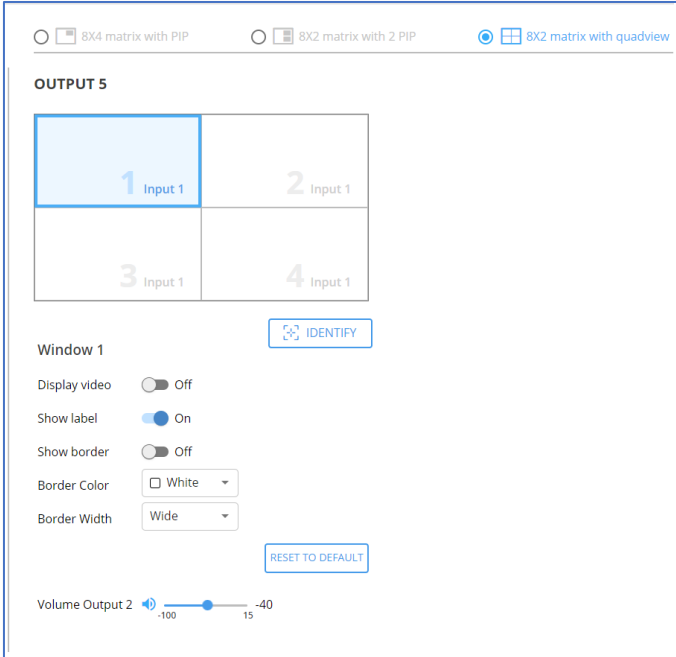 8X4 matrix with PIP 8X2 matrix with 2 PIP 8X2 matrix with quadview
OUTPUT 5
1 Input 1 2 Input 1
3 Input 1 4 Input 1
IDENTIFY
Window 1
Display video Off
Show label On
Show border Off
Border Color White
Border Width Wide
RESET TO DEFAULT
Volume Output 2 -40
-100 15